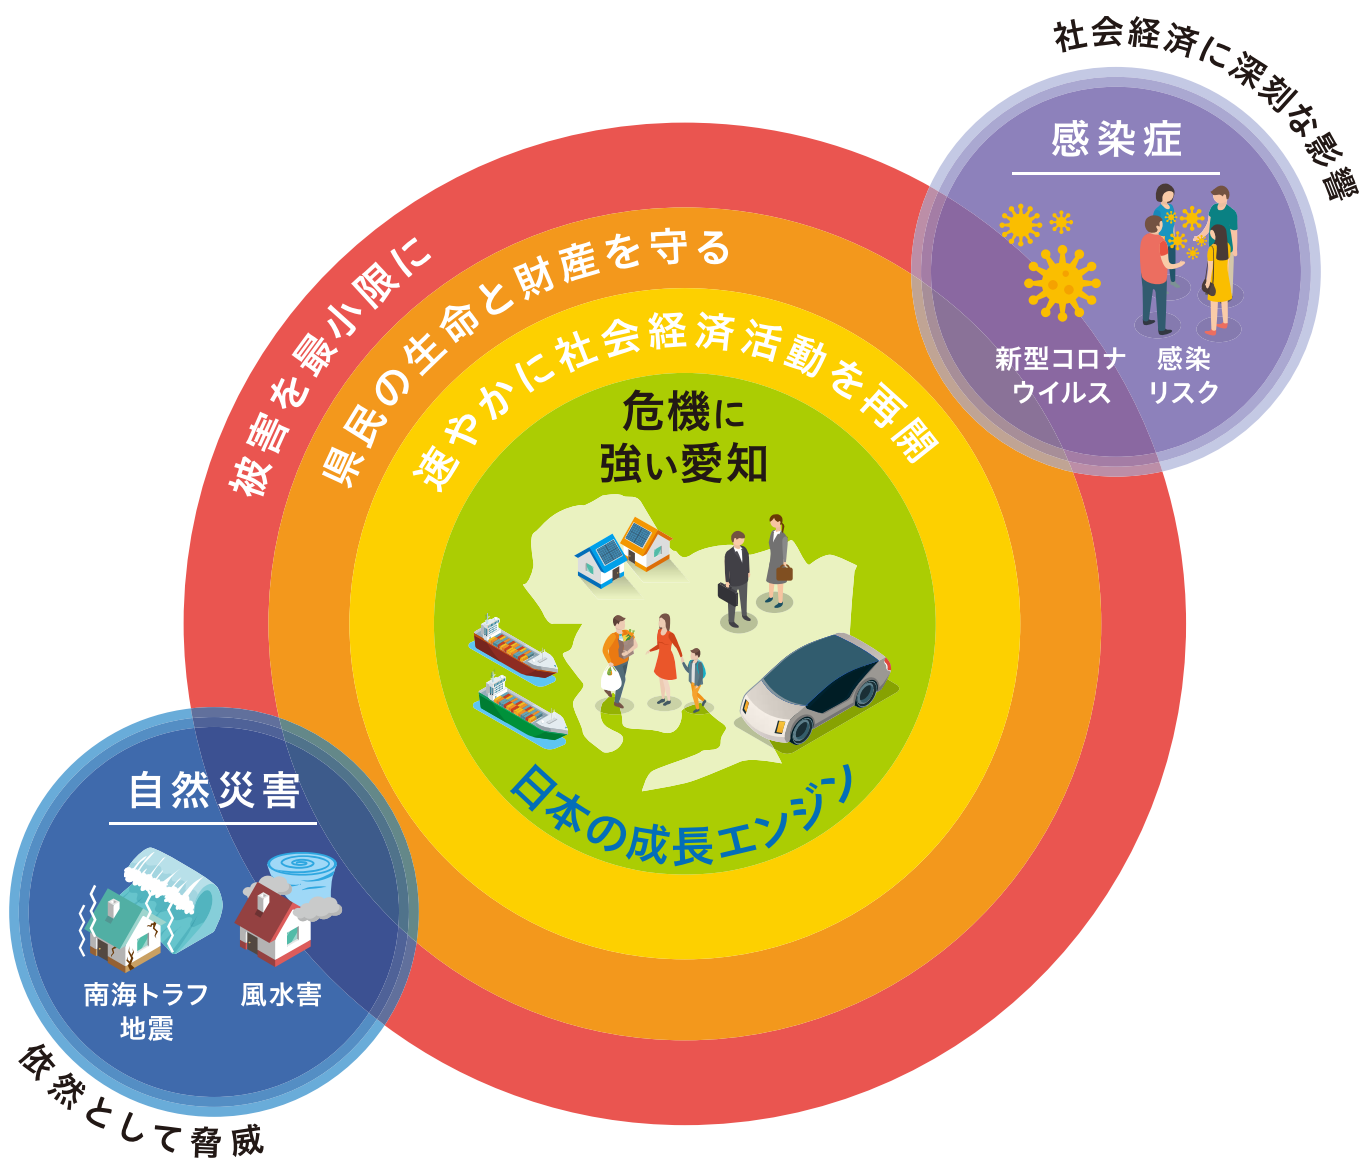 社会経済に深刻な影響
感染症
新型コロナ
ウイルス
感染
リスク
被害を最小限に
県民の生命と財産を守る
速やかに社会経済活動を再開
危機に
強い愛知
日本の成長エンジン
自然災害
南海トラフ
地震
風水害
依然として脅威